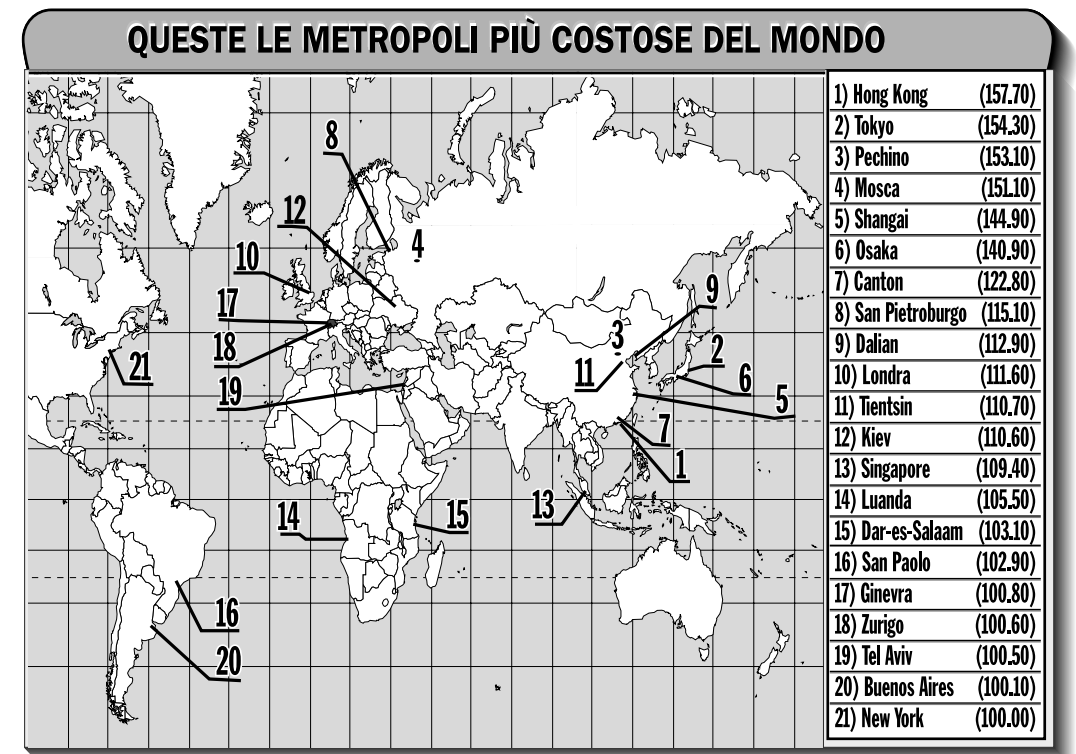 QUESTE LE METROPOLI PIÙ COSTOSE DEL MONDO
8
12
4
10
17
18
19
21
9
3
2
11
6
5
7
1
13
14
15
16
20
1) Hong Kong (157.70)
2) Tokyo (154.30)
3) Pechino (153.10)
4) Mosca (151.10)
5) Shangai (144.90)
6) Osaka (140.90)
7) Canton (122.80)
8) San Pietroburgo (115.10)
9) Dalian (112.90)
10) Londra (111.60)
11) Tientsin (110.70)
12) Kiev (110.60)
13) Singapore (109.40)
14) Luanda (105.50)
15) Dar-es-Salaam (103.10)
16) San Paolo (102.90)
17) Ginevra (100.80)
18) Zurigo (100.60)
19) Tel Aviv (100.50)
20) Buenos Aires (100.10)
21) New York (100.00)